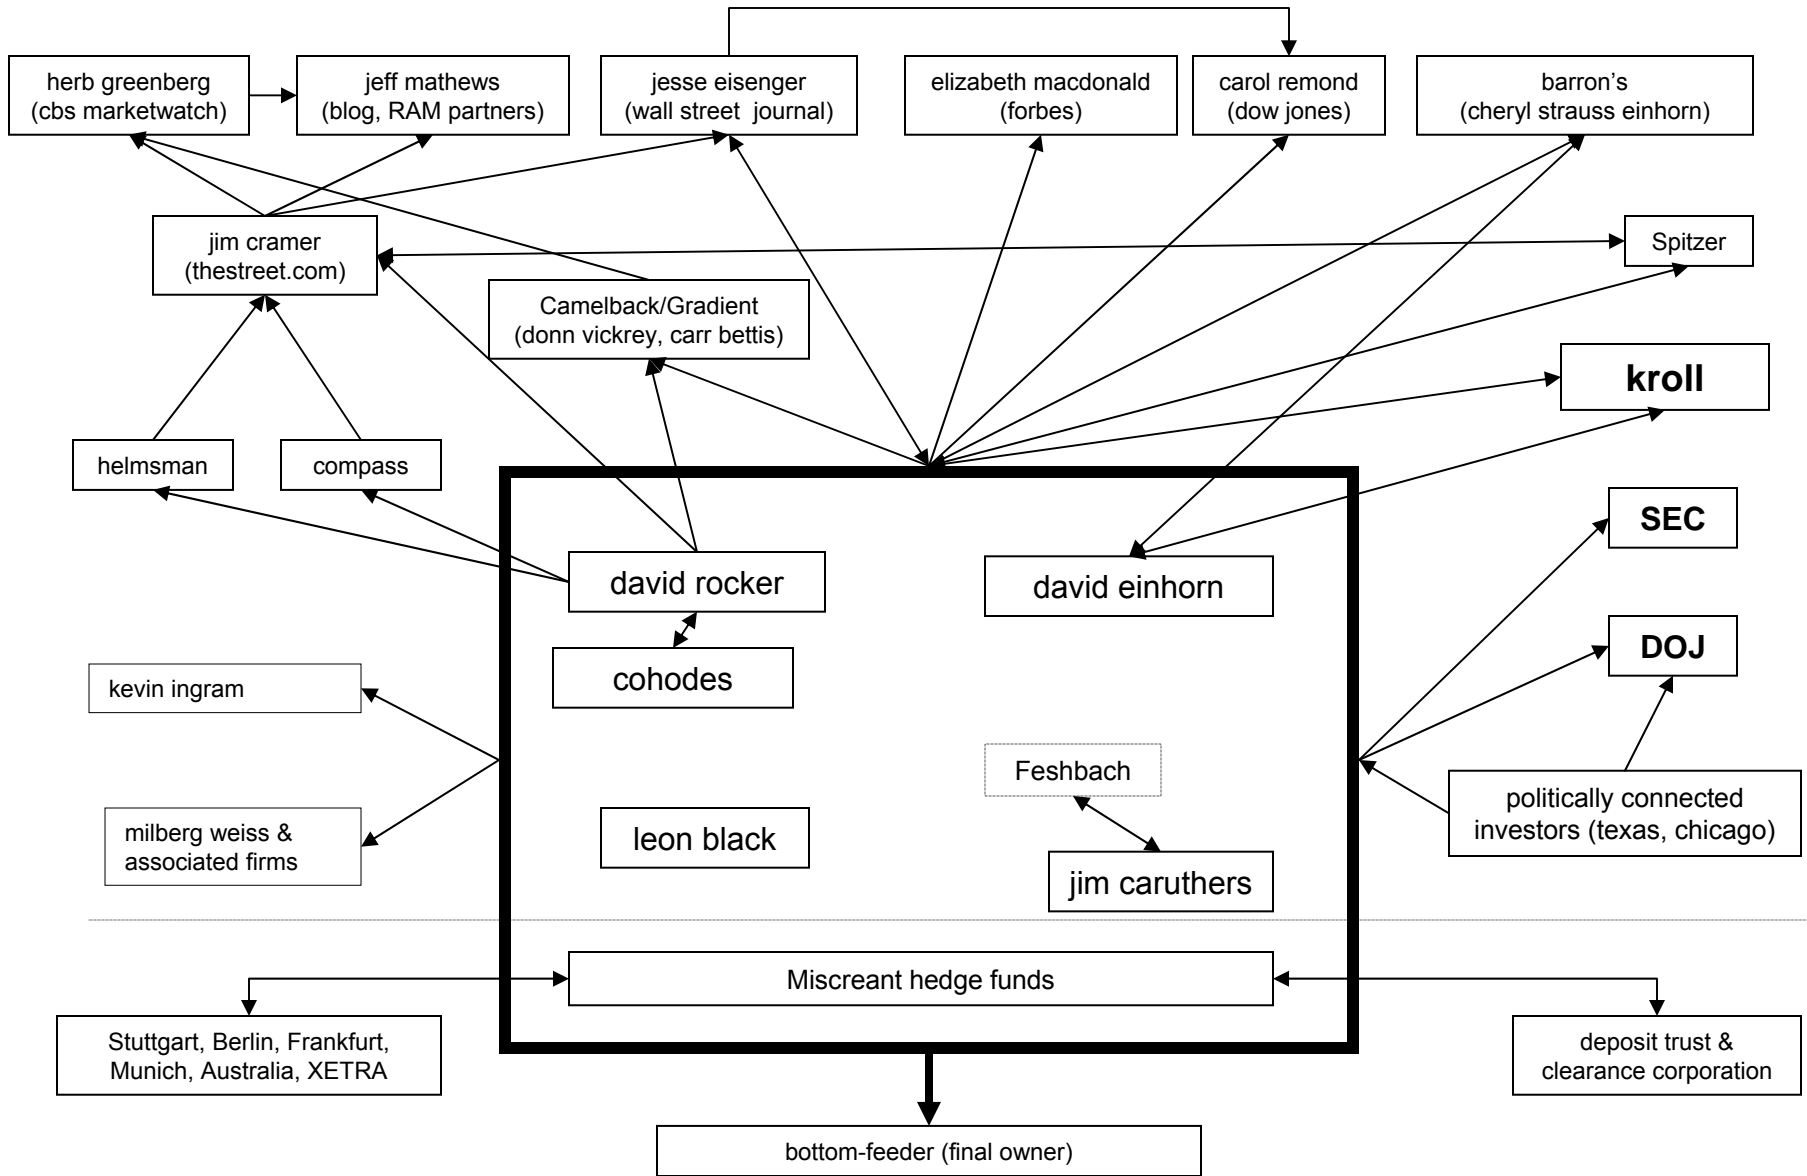 herb greenberg
(cbs marketwatch)
jeff mathews
(blog, RAM partners)
jesse eisenger
(wall street journal)
elizabeth macdonald
(forbes)
carol remond
(dow jones)
barron's
(cheryl strauss einhorn)
jim cramer
(thestreet.com)
Spitzer
Camelback/Gradient
(donn vickrey, carr bettis)
kroll
helmsman
compass
SEC
david rocker
david einhorn
DOJ
cohodes
kevin ingram
Feshbach
politically connected
investors (texas, chicago)
milberg weiss &
associated firms
leon black
jim caruthers
Miscreant hedge funds
Stuttgart, Berlin, Frankfurt,
Munich, Australia, XETRA
deposit trust &
clearance corporation
bottom-feeder (final owner)